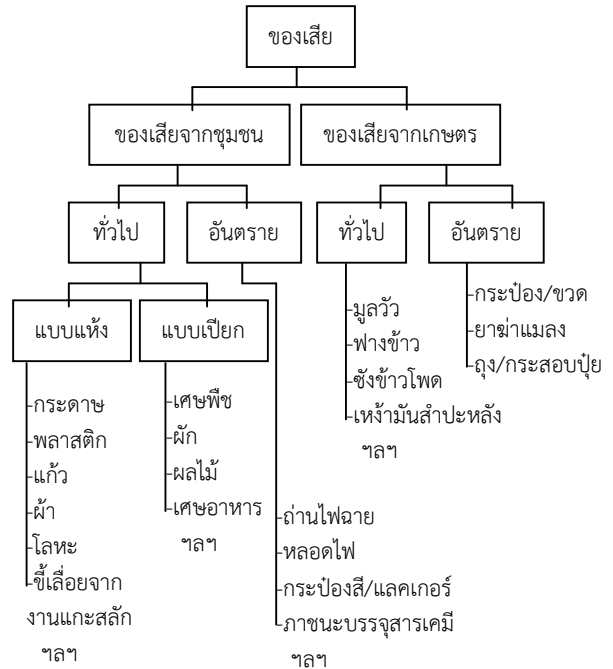 ของเสีย
ของเสียจากชุมชน
ของเสียจากเกษตร
ทั่วไป
อันตราย
ทั่วไป
อันตราย
แบบแห้ง
แบบเปียก
-กระดาษ
-พลาสติก
-แก้ว
-ผ้า
-โลหะ
-ขี้เลื่อยจาก
งานแกะสลัก
ฯลฯ
-เศษพืช
-ผัก
-ผลไม้
-เศษอาหาร
ฯลฯ
-ถ่านไฟฉาย
-หลอดไฟ
-กระป๋องสี/แลคเกอร์
-ภาชนะบรรจุสารเคมี
ฯลฯ
-มูลวัว
-ฟางข้าว
-ซังข้าวโพด
-เหง้ามันสำปะหลัง
ฯลฯ
-กระป๋อง/ขวด
-ยาฆ่าแมลง
-ถุง/กระสอบปุ๋ย